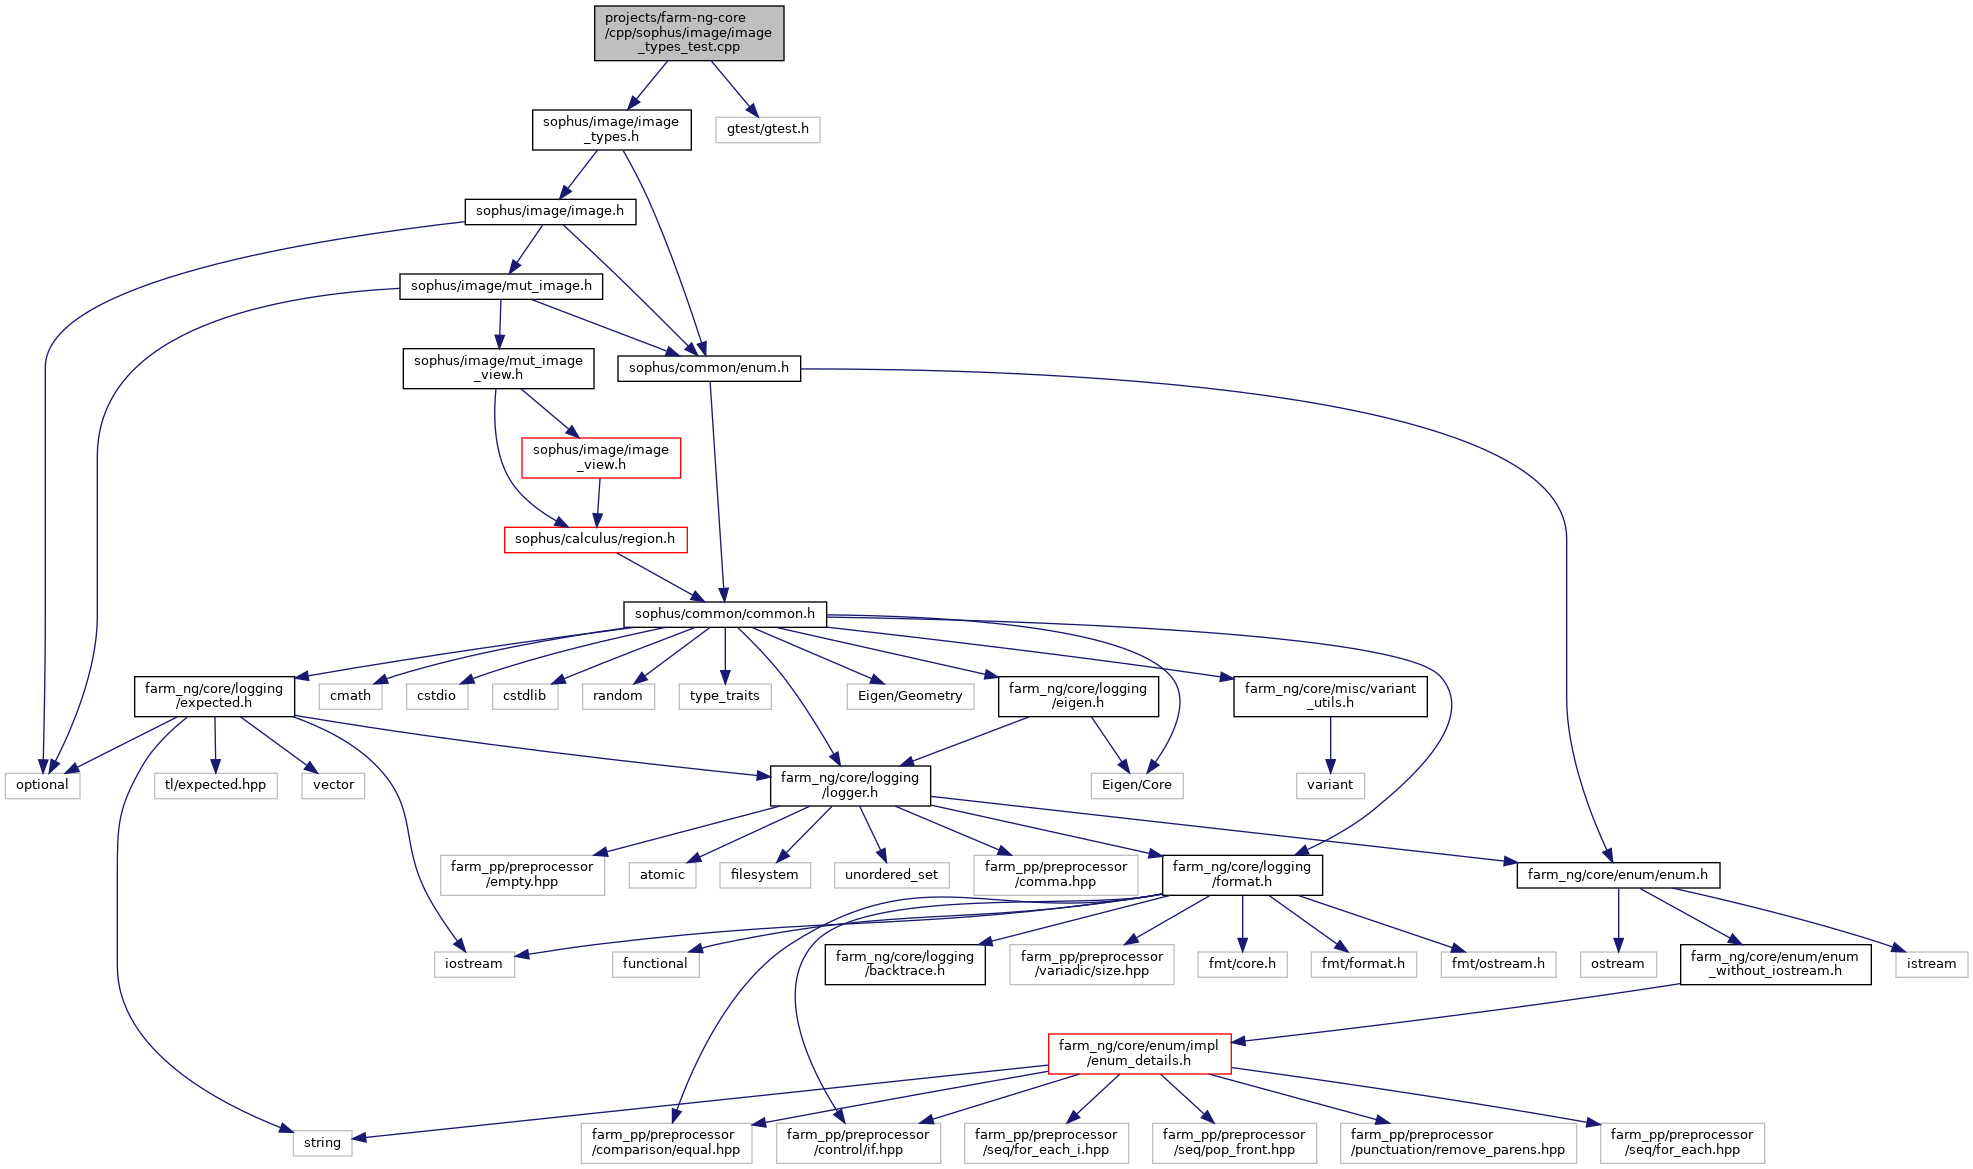 projects/farm-ng-core
/cpp/sophus/image/image
_types_test.cpp
sophus/image/image
_types.h
gtest/gtest.h
sophus/image/image.h
sophus/image/mut_image.h
sophus/image/mut_image
_view.h
sophus/common/enum.h
sophus/image/image
_view.h
sophus/calculus/region.h
sophus/common/common.h
farm_ng/core/logging
/expected.h
cmath
cstdio
cstdlib
random
type_traits
Eigen/Geometry
farm_ng/core/logging
/eigen.h
farm_ng/core/misc/variant
_utils.h
optional
tl/expected.hpp
vector
farm_ng/core/logging
/logger.h
Eigen/Core
variant
farm_pp/preprocessor
/empty.hpp
atomic
filesystem
unordered_set
farm_pp/preprocessor
/comma.hpp
farm_ng/core/logging
/format.h
farm_ng/core/enum/enum.h
iostream
functional
farm_ng/core/logging
/backtrace.h
farm_pp/preprocessor
/variadic/size.hpp
fmt/core.h
fmt/format.h
fmt/ostream.h
ostream
farm_ng/core/enum/enum
_without_iostream.h
istream
farm_ng/core/enum/impl
/enum_details.h
string
farm_pp/preprocessor
/comparison/equal.hpp
farm_pp/preprocessor
/control/if.hpp
farm_pp/preprocessor
/seq/for_each_i.hpp
farm_pp/preprocessor
/seq/pop_front.hpp
farm_pp/preprocessor
/punctuation/remove_parens.hpp
farm_pp/preprocessor
/seq/for_each.hpp